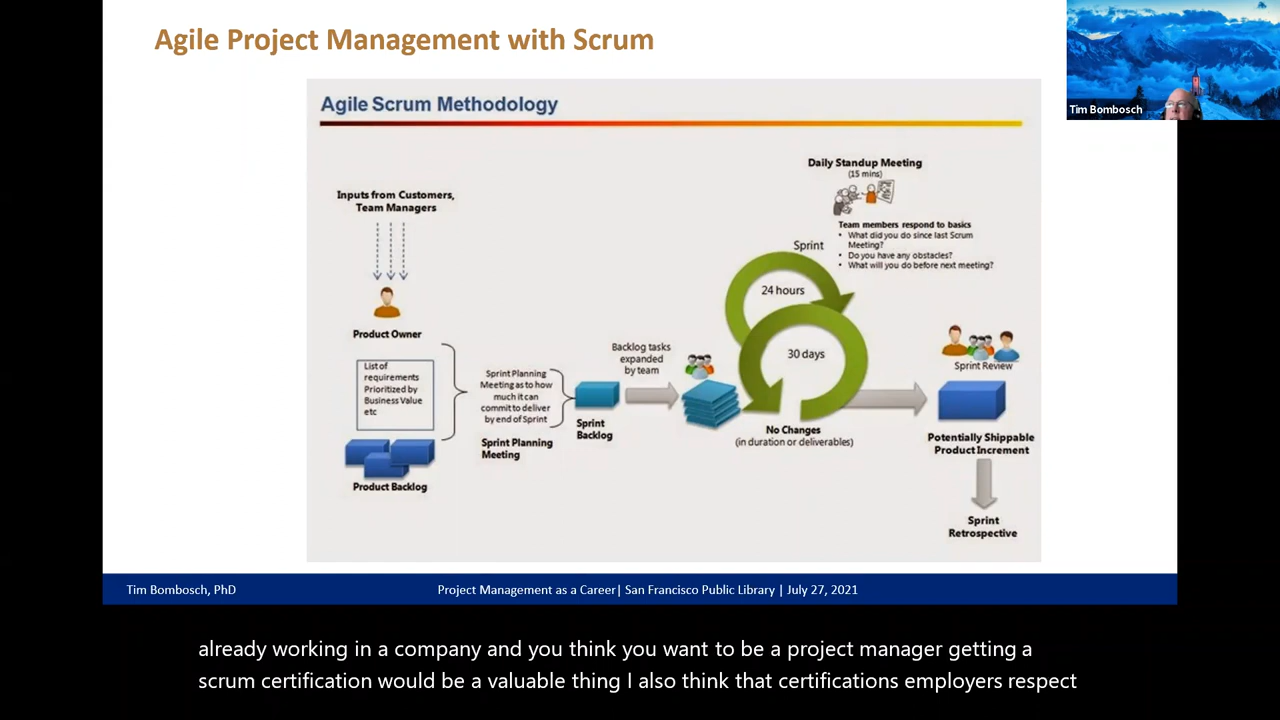 Agile Project Management with Scrum
Tim Bombosch
Agile Scrum Methodology
Inputs from Customers,
Team Managers
Product Owner
List of
requirements
Prioritized by
Business Value
etc
Product Backlog
Sprint Planning
Meeting as to how
much it can
commit to deliver
by end of Sprint
Sprint Planning
Meeting
Sprint
Backlog
Backlog tasks
expanded
by team
Daily Standup Meeting
(15 mins)
Team members respond to basics
• What did you do since last Scrum
Meeting?
• Do you have any obstacles?
• What will you do before next meeting?
Sprint
24 hours
30 days
No Changes
(in duration or deliverables)
Sprint Review
Potentially Shippable
Product Increment
Sprint
Retrospective
Tim Bombosch, PhD
Project Management as a Career| San Francisco Public Library | July 27, 2021
already working in a company and you think you want to be a project manager getting a
scrum certification would be a valuable thing I also think that certifications employers respect